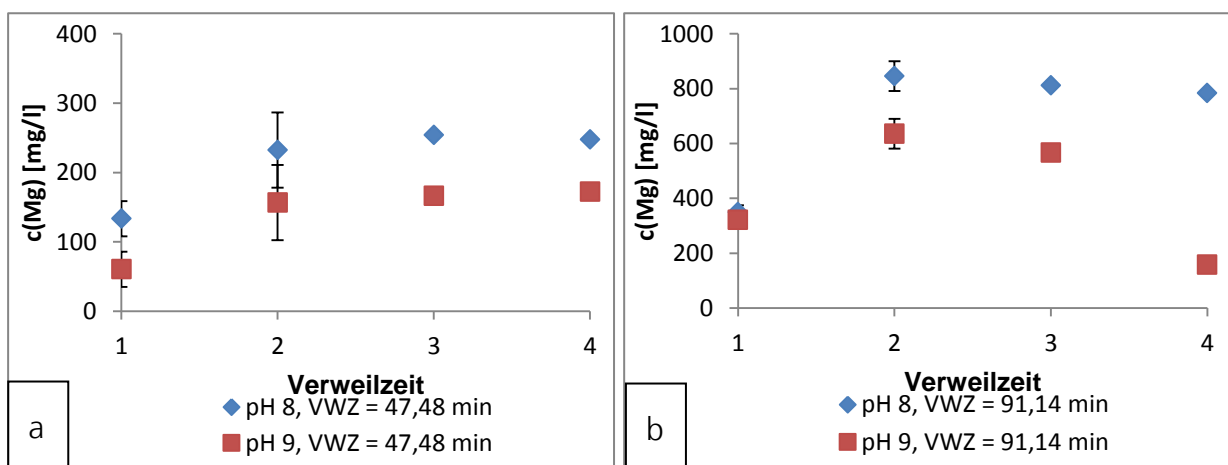 c(Mg) [mg/l]
400
300
200
100
0
1 2 3 4
Verweilzeit
pH 8, VWZ = 47,48 min
pH 9, VWZ = 47,48 min
a
c(Mg) [mg/l]
1000
800
600
400
200
0
1 2 3 4
Verweilzeit
pH 8, VWZ = 91,14 min
pH 9, VWZ = 91,14 min
b